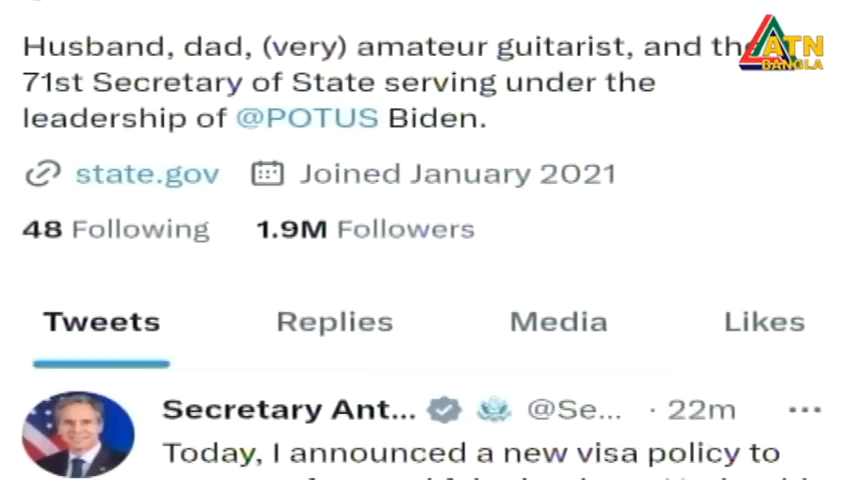 Husband, dad, (very) amateur guitarist, and the
71st Secretary of State serving under the
leadership of @POTUS Biden.
state.gov Joined January 2021
48 Following 1.9M Followers
Tweets Replies Media Likes
Secretary Ant... @Se... · 22m ...
Today, I announced a new visa policy to
ATN
BANGLA